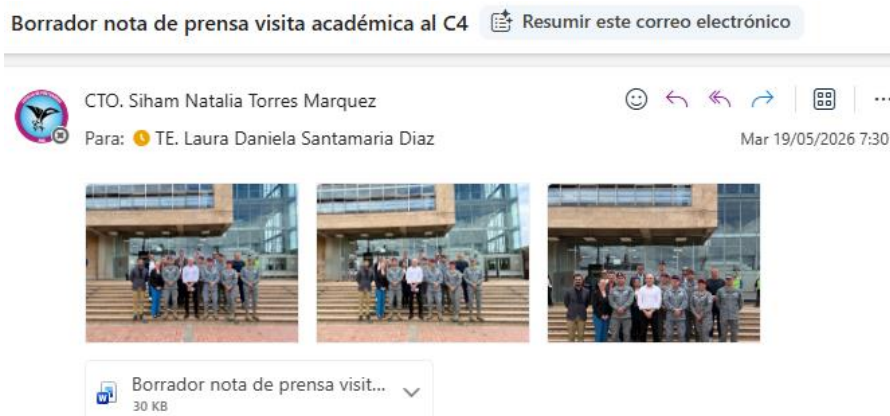 Borrador nota de prensa visita académica al C4 Resumir este correo electrónico
CTO. Siham Natalia Torres Marquez
Para: TE. Laura Daniela Santamaria Diaz
Mar 19/05/2026 7:30
Borrador nota de prensa visit...
30 KB